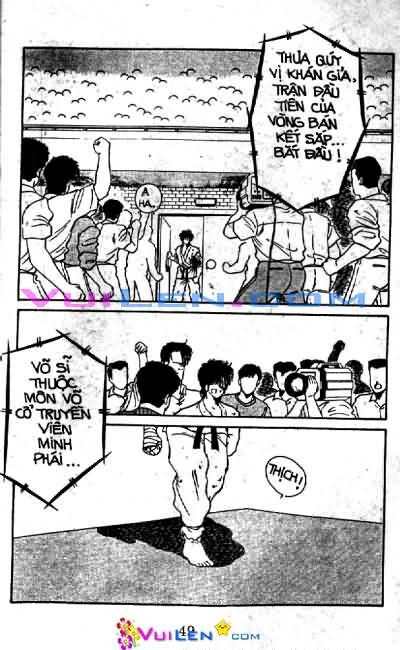 THƯA QUÝ
VỊ KHÁN GIẢ,
TRẬN ĐẤU
TIÊN CỦA
VÒNG BÁN
KẾT SẮP...
BẮT ĐẦU!
A
HA..
VUILEN.COM
VÕ SĨ
THUỘC
MÔN VÕ
CỔ TRUYỀN
VIÊN
MINH
PHÁI...
THỊCH!
49
VUILEN